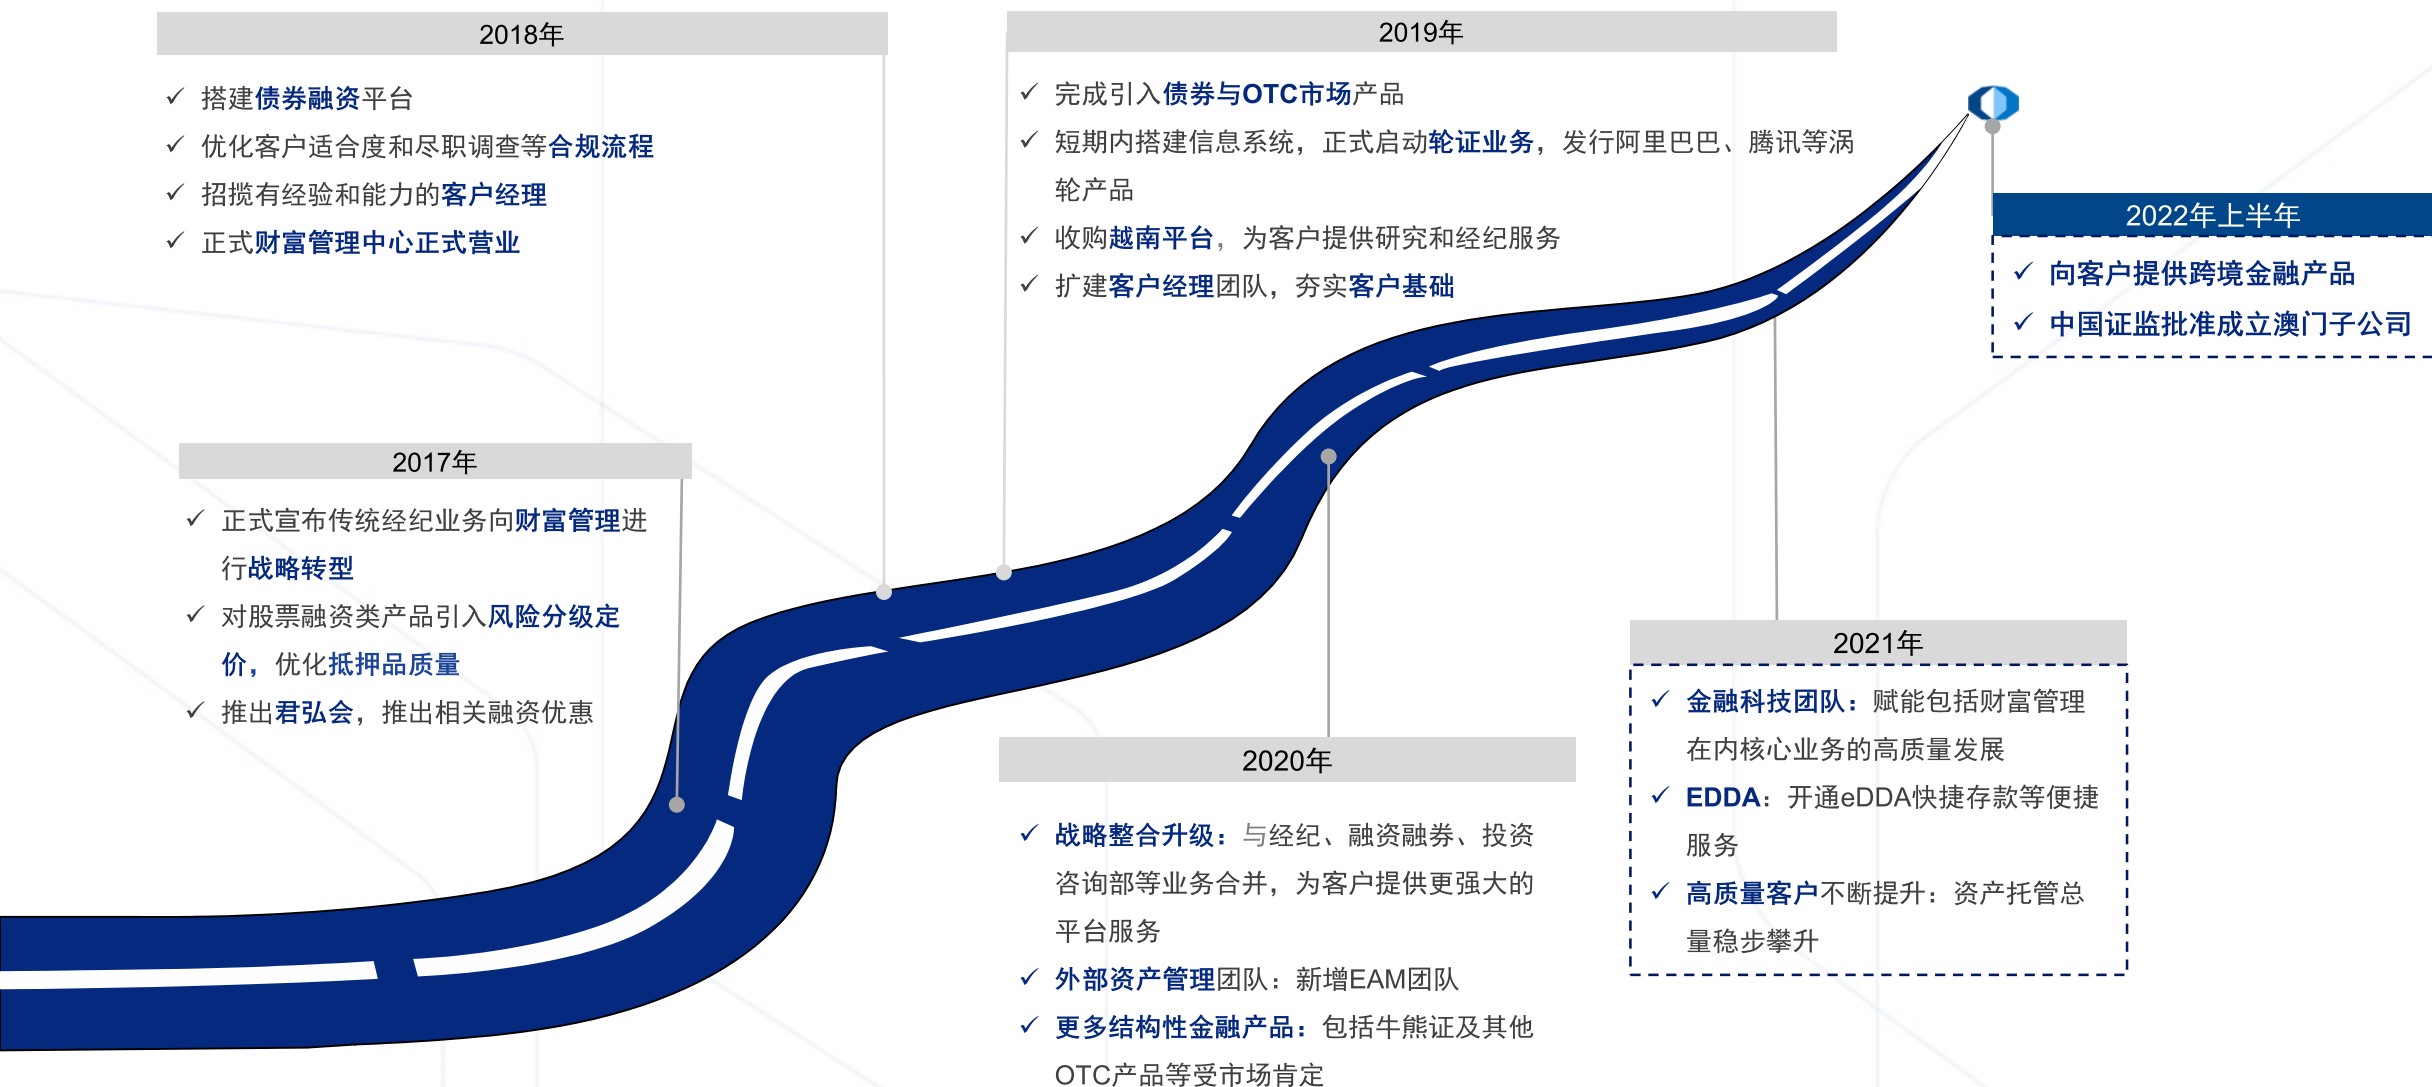 2018年
搭建债券融资平台
优化客户适合度和尽职调查等合规流程
招揽有经验和能力的客户经理
正式财富管理中心正式营业
2019年
完成引入债券与OTC市场产品
短期内搭建信息系统，正式启动轮证业务，发行阿里巴巴、腾讯等涡
轮产品
收购越南平台，为客户提供研究和经纪服务
扩建客户经理团队，夯实客户基础
2022年上半年
向客户提供跨境金融产品
中国证监批准成立澳门子公司
2017年
正式宣布传统经纪业务向财富管理进
行战略转型
对股票融资类产品引入风险分级定
价，优化抵押品质量
推出君弘会，推出相关融资优惠
2020年
战略整合升级：与经纪、融资融券、投资
咨询部等业务合并，为客户提供更强大的
平台服务
外部资产管理团队：新增EAM团队
更多结构性金融产品：包括牛熊证及其他
OTC产品等受市场肯定
2021年
金融科技团队：赋能包括财富管理
在内核心业务的高质量发展
EDDA：开通eDDA快捷存款等便捷
服务
高质量客户不断提升：资产托管总
量稳步攀升